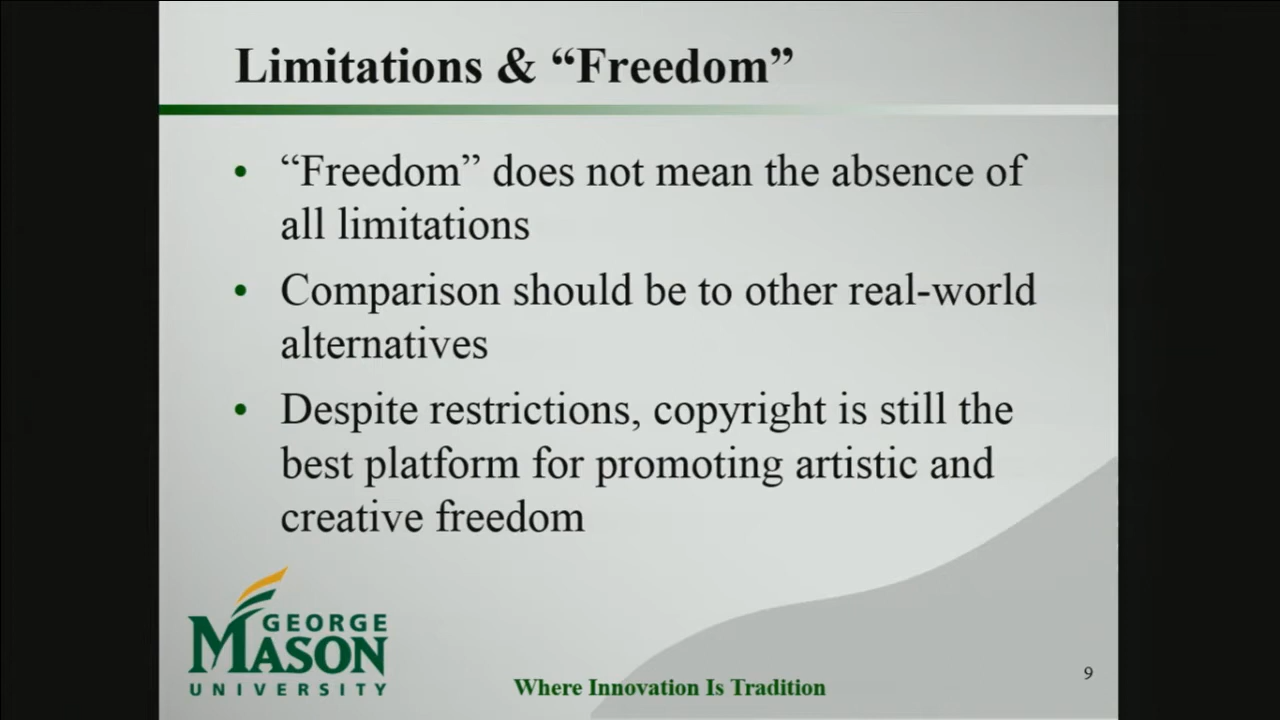 Limitations & “Freedom”
• “Freedom” does not mean the absence of
all limitations
• Comparison should be to other real-world
alternatives
• Despite restrictions, copyright is still the
best platform for promoting artistic and
creative freedom
GEORGE
MASON
UNIVERSITY
Where Innovation Is Tradition
9